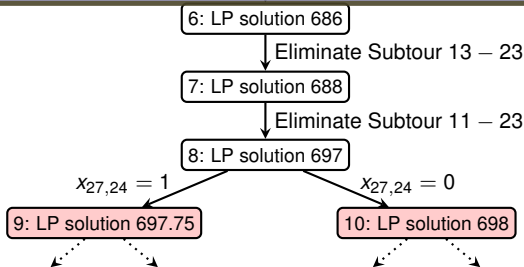 6: LP solution 686
Eliminate Subtour 13 − 23
7: LP solution 688
Eliminate Subtour 11 − 23
8: LP solution 697
x27,24 = 1
x27,24 = 0
9: LP solution 697.75
10: LP solution 698